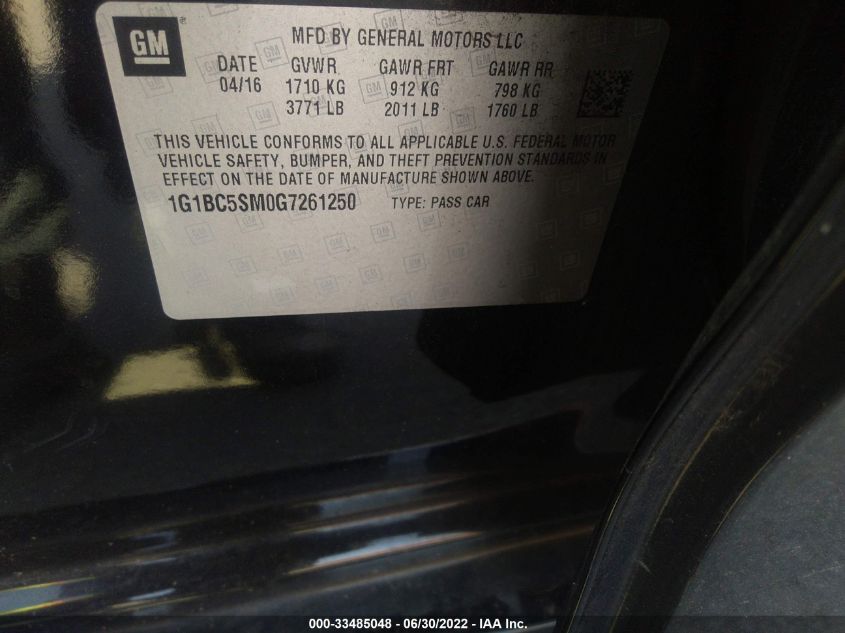 GM ®
MFD BY GENERAL MOTORS LLC
DATE GVWR GAWR FRT GAWR RR
04/16 1710 KG 912 KG 798 KG
3771 LB 2011 LB 1760 LB
THIS VEHICLE CONFORMS TO ALL APPLICABLE U.S. FEDERAL MOTOR
VEHICLE SAFETY, BUMPER, AND THEFT PREVENTION STANDARDS IN
EFFECT ON THE DATE OF MANUFACTURE SHOWN ABOVE.
1G1BC5SM0G7261250 TYPE: PASS CAR
000-33485048 - 06/30/2022 - IAA Inc.